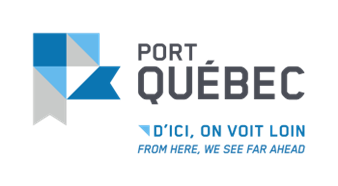 PORT
QUÉBEC
D'ICI, ON VOIT LOIN
FROM HERE, WE SEE FAR AHEAD